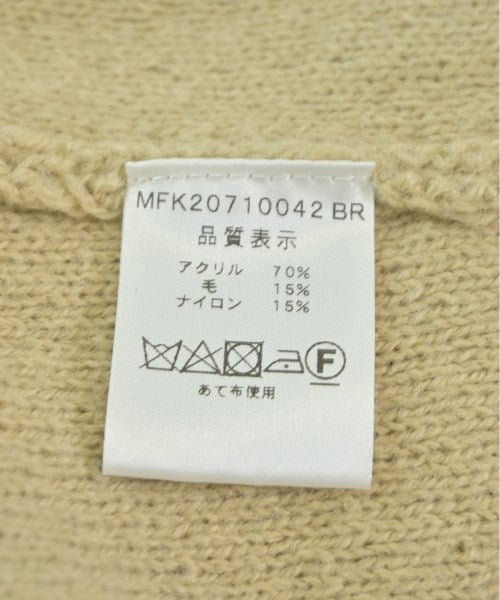 MFK20710042 BR
品質表示
アクリル 70%
毛 15%
ナイロン 15%
F
あて布使用